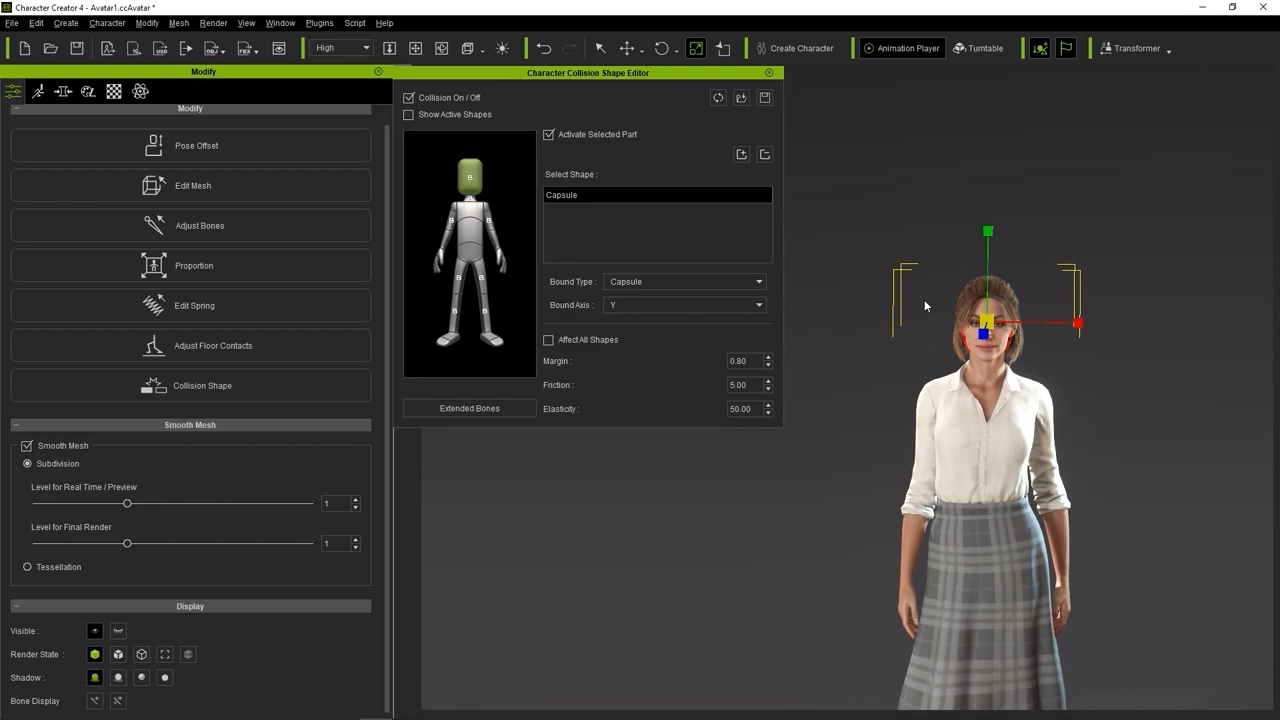 Character Creator 4 - Avatar1.ccAvatar *
File Edit Create Character Modify Mesh Render View Window Plugins Script Help
High Create Character Animation Player Turntable Transformer
Modify
Character Collision Shape Editor
Modify
Pose Offset
Edit Mesh
Adjust Bones
Proportion
Edit Spring
Adjust Floor Contacts
Collision Shape
Smooth Mesh
Smooth Mesh
Subdivision
Level for Real Time / Preview
1
Level for Final Render
1
Tessellation
Display
Visible :
Render State :
Shadow :
Bone Display
Collision On / Off
Show Active Shapes
B
B
B B
B B
B B
Extended Bones
Activate Selected Part
Select Shape :
Capsule
Bound Type : Capsule
Bound Axis : Y
Affect All Shapes
Margin : 0.80
Friction : 5.00
Elasticity : 50.00